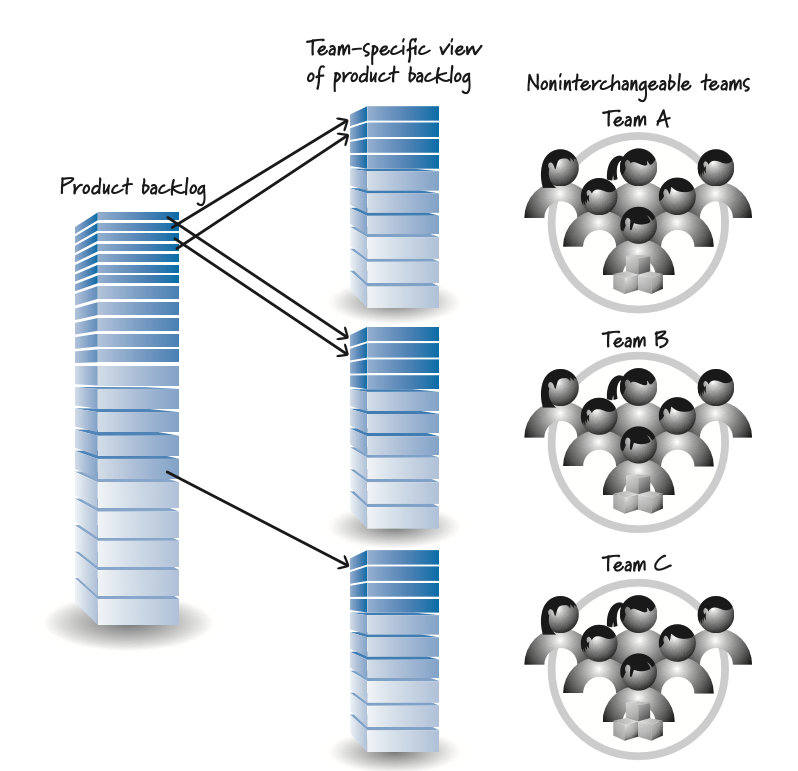 Team-specific view
of product backlog
Noninterchangeable teams
Team A
Product backlog
Team B
Team C